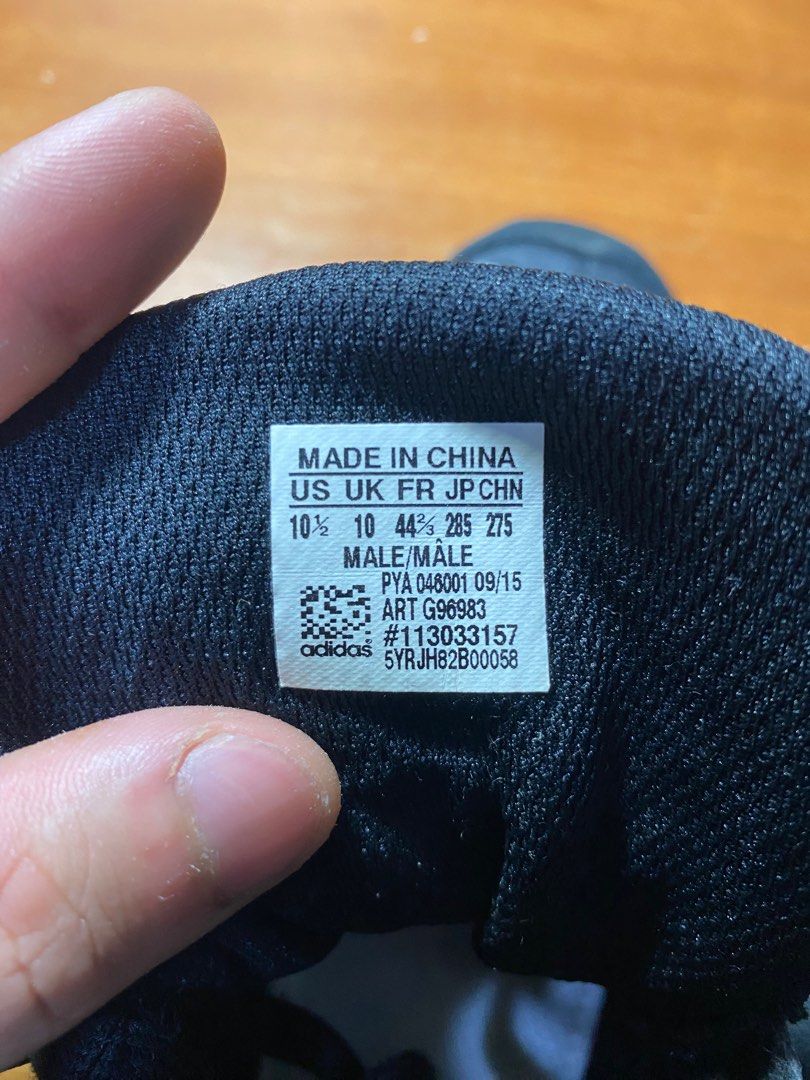 MADE IN CHINA
US UK FR JP CHN
10½ 10 44⅔ 285 275
MALE/MÂLE
PYA 046001 09/15
ART G96983
#113033157
adidas®
5YRJH82B00058